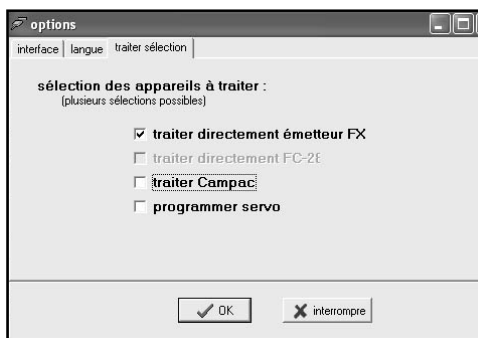 options
interface langue traiter sélection
sélection des appareils à traiter :
(plusieurs sélections possibles)
traiter directement émetteur FX
traiter directement FC-28
traiter Campac
programmer servo
OK interrompre